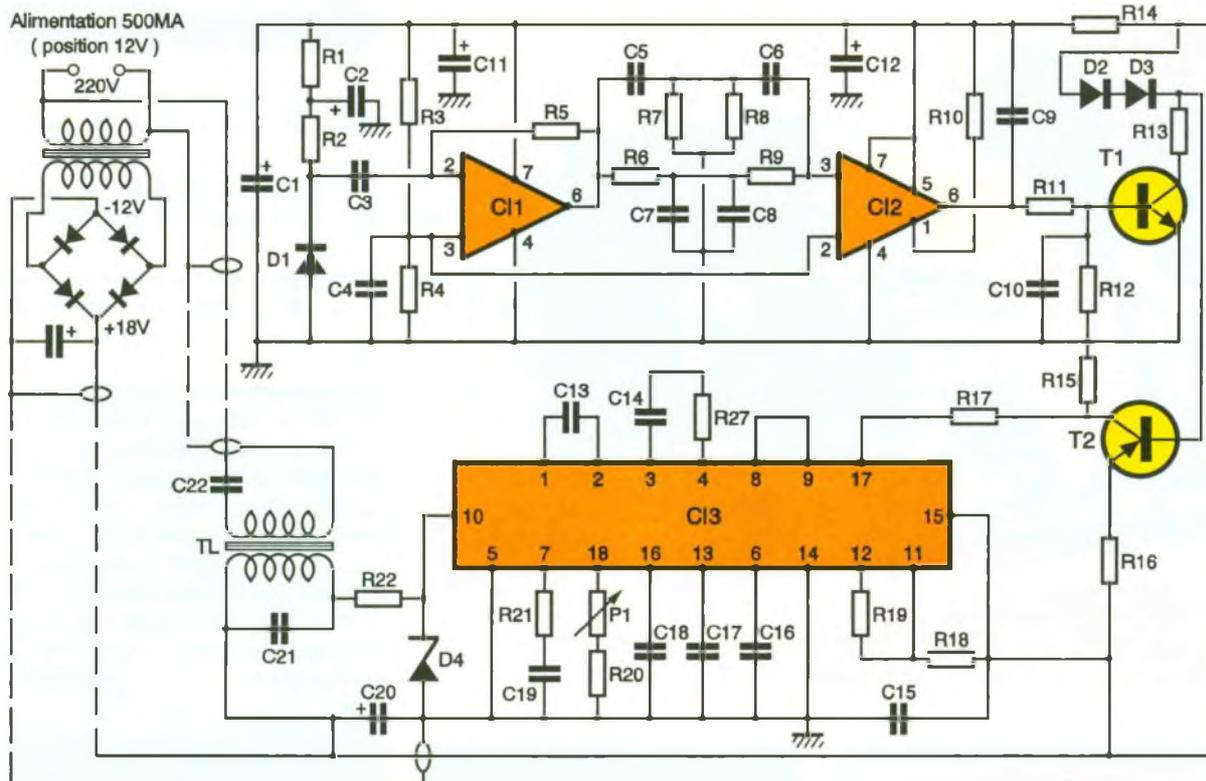 Alimentation 500MA
( position 12V )
220V
-12V
+18V
R1
C2
+
R2
C1
+
D1
C3
C4
R3
R4
C11
+
R5
2
3
7
6
4
CI1
C5
C6
R7
R8
R6
R9
C7
C8
C12
+
3
2
7
5
6
1
4
CI2
R10
C9
R14
D2
D3
R13
T1
R11
C10
R12
R15
T2
R17
R16
C13
C14
R27
1
2
3
4
8
9
17
10
CI3
15
5
7
18
16
13
6
14
12
11
C22
TL
C21
R22
D4
C20
+
R21
C19
P1
R20
C18
C17
C16
R19
R18
C15
+